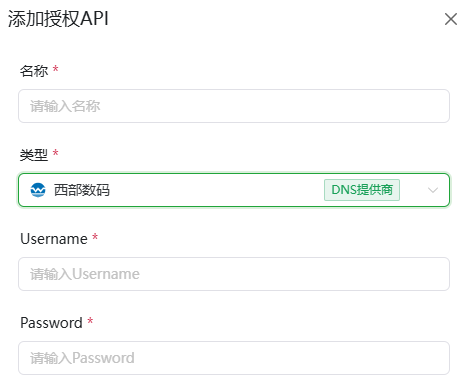 添加授权API
名称 *
请输入名称
类型 *
西部数码 DNS提供商
Username *
请输入Username
Password *
请输入Password